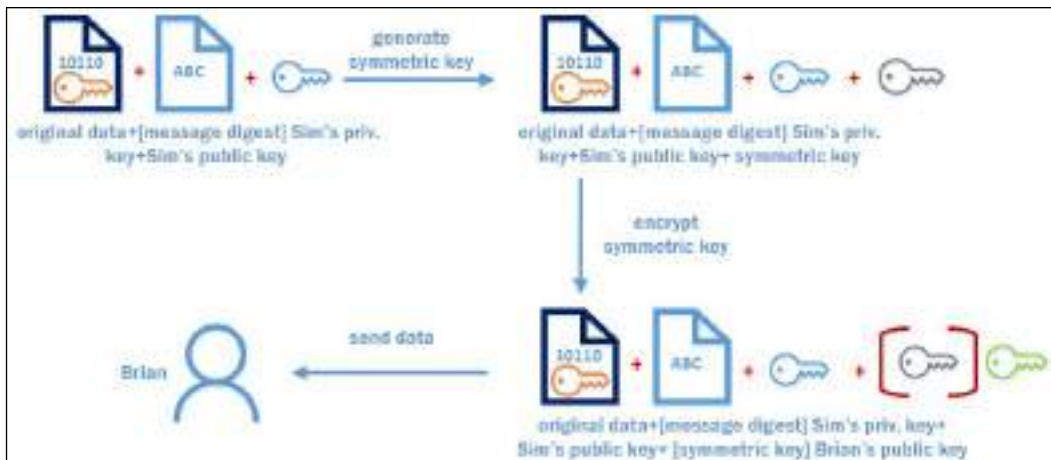 10110
ABC
generate
symmetric key
10110
ABC
original data+[message digest] Sim's priv.
key+Sim's public key
original data+[message digest] Sim's priv.
key+Sim's public key+ symmetric key
encrypt
symmetric key
Brian
send data
10110
ABC
original data+[message digest] Sim's priv. key+
Sim's public key+ [symmetric key] Brian's public key